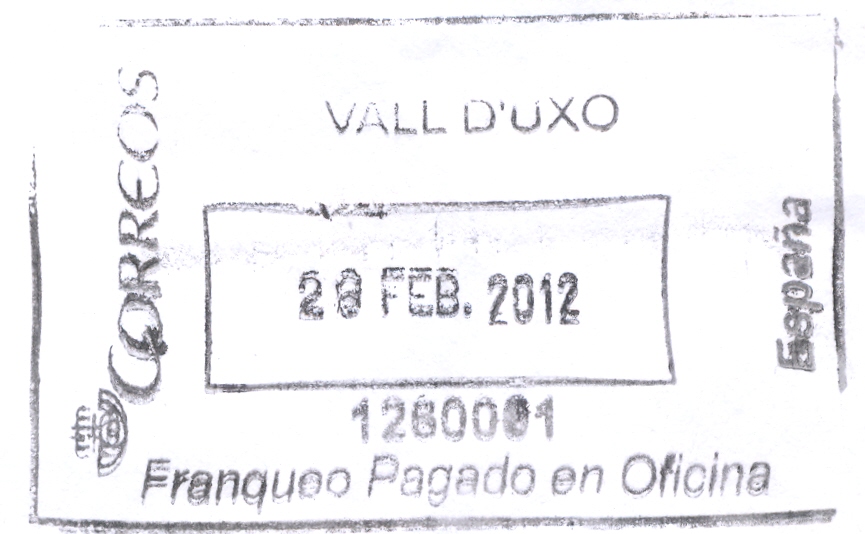 CORREOS
VALL D'UXO
FEB. 2012
España
Franqueo Pagado en Oficina